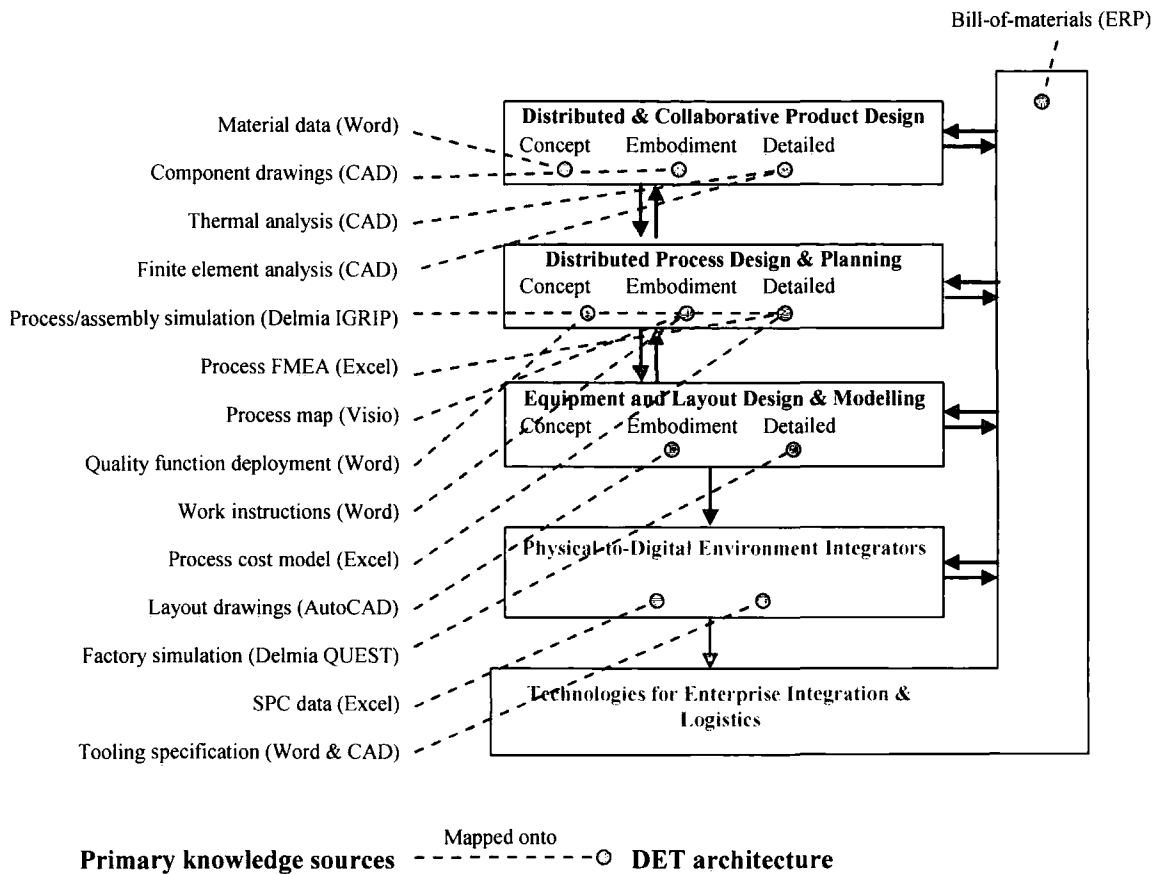 Bill-of-materials (ERP)
Distributed & Collaborative Product Design
Concept Embodiment Detailed
Material data (Word)
Component drawings (CAD)
Thermal analysis (CAD)
Finite element analysis (CAD)
Distributed Process Design & Planning
Concept Embodiment Detailed
Process/assembly simulation (Delmia IGRIP)
Process FMEA (Excel)
Process map (Visio)
Quality function deployment (Word)
Equipment and Layout Design & Modelling
Concept Embodiment Detailed
Work instructions (Word)
Process cost model (Excel)
Layout drawings (AutoCAD)
Factory simulation (Delmia QUEST)
Physical-to-Digital Environment Integrators
SPC data (Excel)
Tooling specification (Word & CAD)
Technologies for Enterprise Integration &
Logistics
Mapped onto
Primary knowledge sources DET architecture